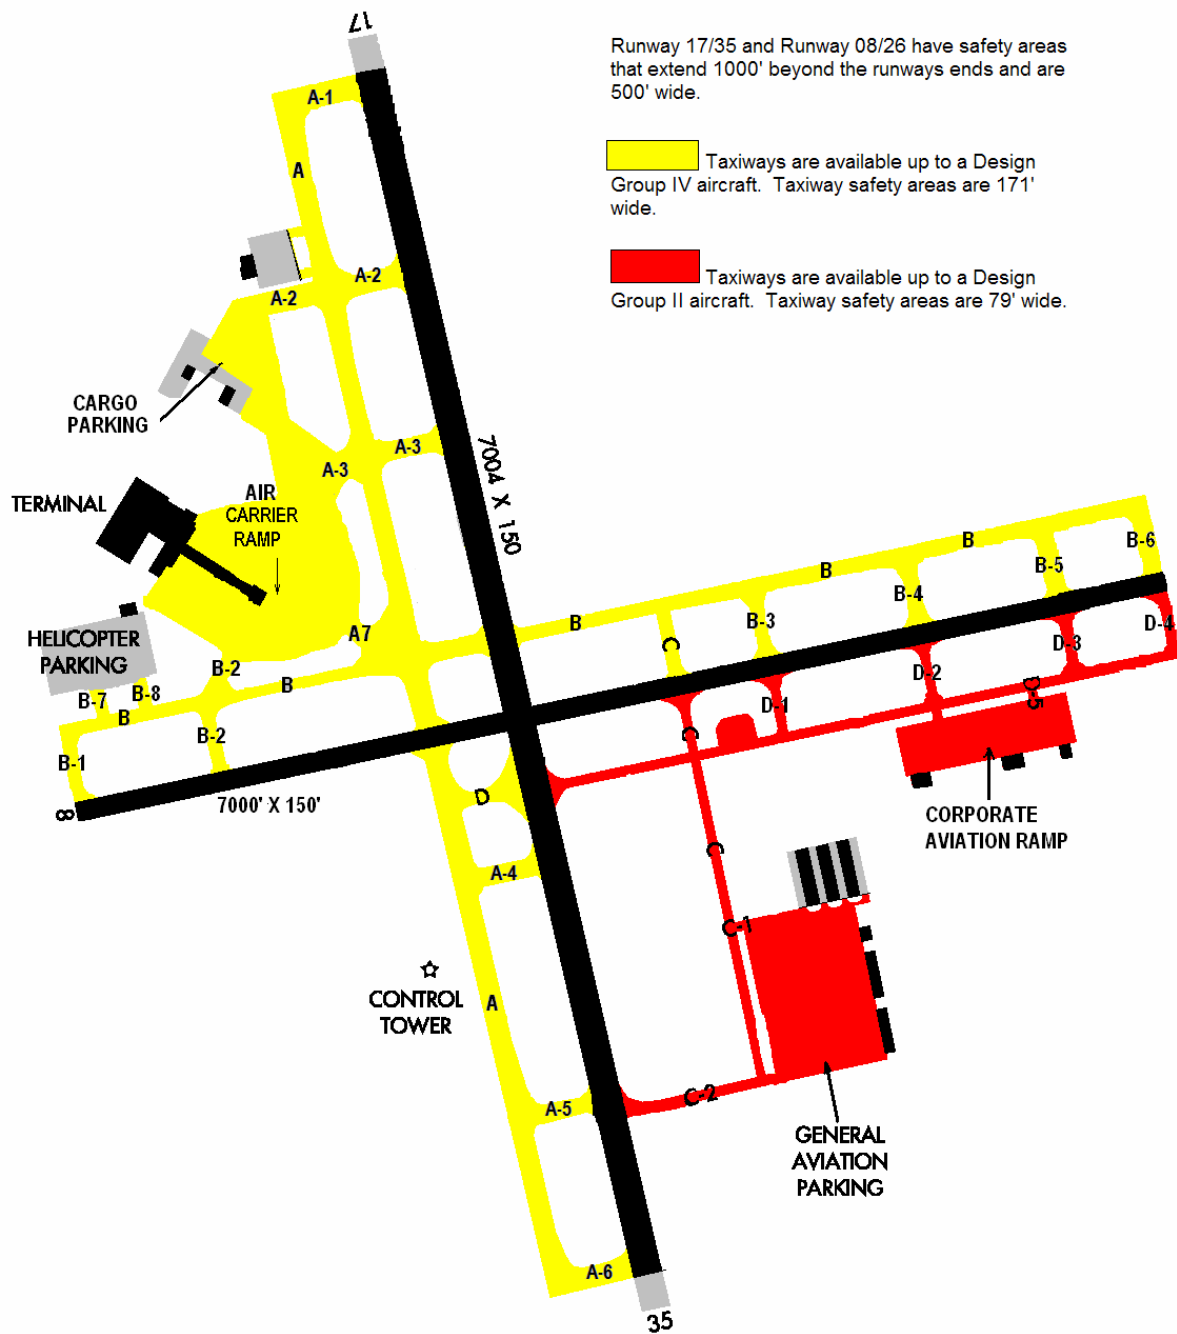 17
Runway 17/35 and Runway 08/26 have safety areas
that extend 1000' beyond the runways ends and are
500' wide.
A-1
Taxiways are available up to a Design
Group IV aircraft. Taxiway safety areas are 171'
wide.
A
A-2
Taxiways are available up to a Design
Group II aircraft. Taxiway safety areas are 79' wide.
A-2
CARGO
PARKING
A-3
A-3
7004 X 150
TERMINAL
AIR
CARRIER
RAMP
B
B
B-6
B-5
B-4
B
B-3
A7
C
HELICOPTER
PARKING
B-2
B
B-7
B-8
B
B-2
B-1
8
7000' X 150'
D-4
D-3
D-2
D-5
D-1
C
D
CORPORATE
AVIATION RAMP
A-4
C
C-1
CONTROL
TOWER
A
A-5
C-2
GENERAL
AVIATION
PARKING
A-6
35